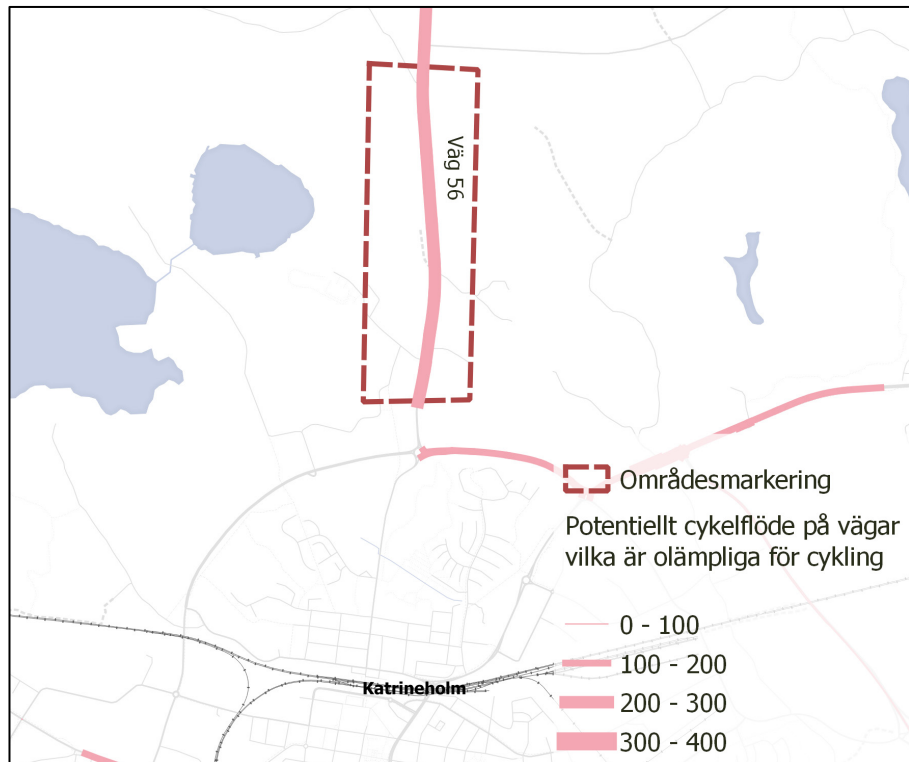 Väg 56
Områdesmarkering
Potentiellt cykelflöde på vägar
vilka är olämpliga för cykling
0 - 100
100 - 200
200 - 300
300 - 400
Katrineholm